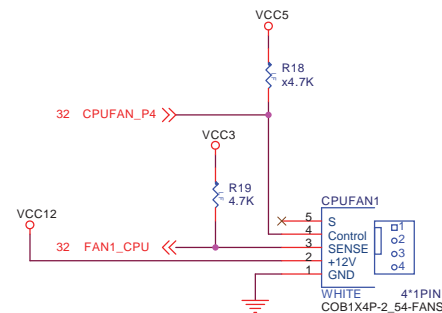 VCC5
R18
x4.7K
32 CPUFAN_P4
VCC3
R19
4.7K
VCC12
32 FAN1_CPU
CPUFAN1
5 S
4 Control
3 SENSE
2 +12V
1 GND
1
2
3
4
WHITE 4*1PIN
COB1X4P-2_54-FANS